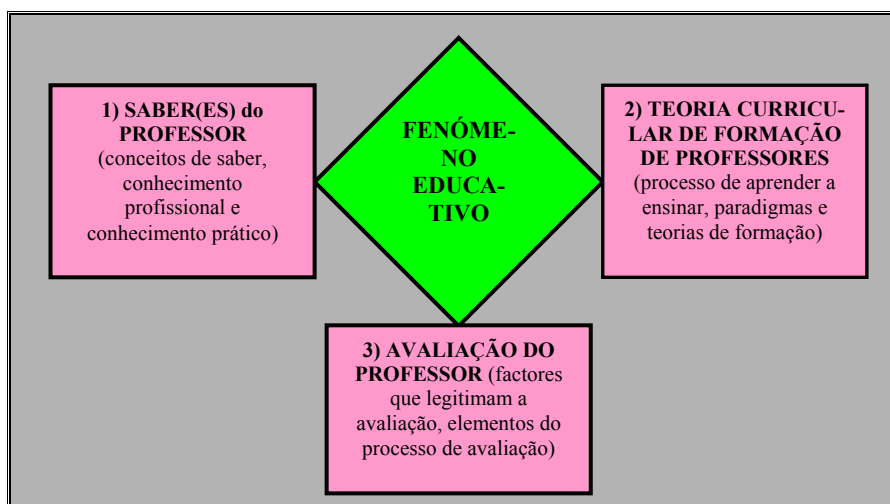 1) SABER(ES) do
PROFESSOR
(conceitos de saber,
conhecimento
profissional e
conhecimento prático)
FENÓME-
NO
EDUCA-
TIVO
2) TEORIA CURRICU-
LAR DE FORMAÇÃO
DE PROFESSORES
(processo de aprender a
ensinar, paradigmas e
teorias de formação)
3) AVALIAÇÃO DO
PROFESSOR (factores
que legitimam a
avaliação, elementos do
processo de avaliação)